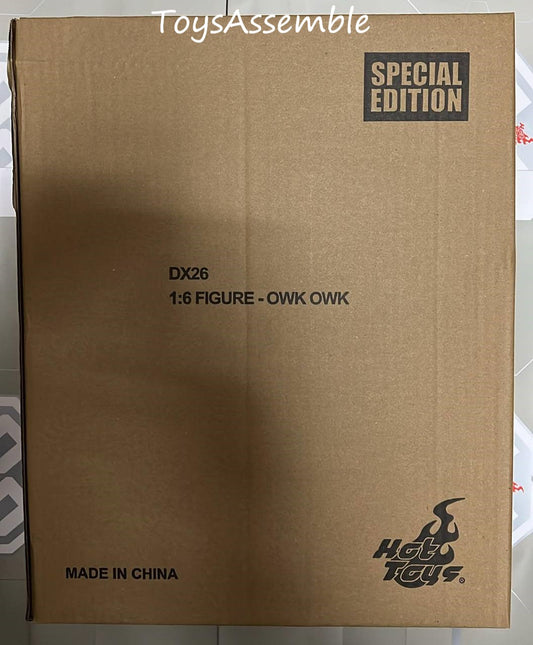 ToysAssemble
SPECIAL
EDITION
DX26
1:6 FIGURE - OWK OWK
MADE IN CHINA
Hot
Toys®